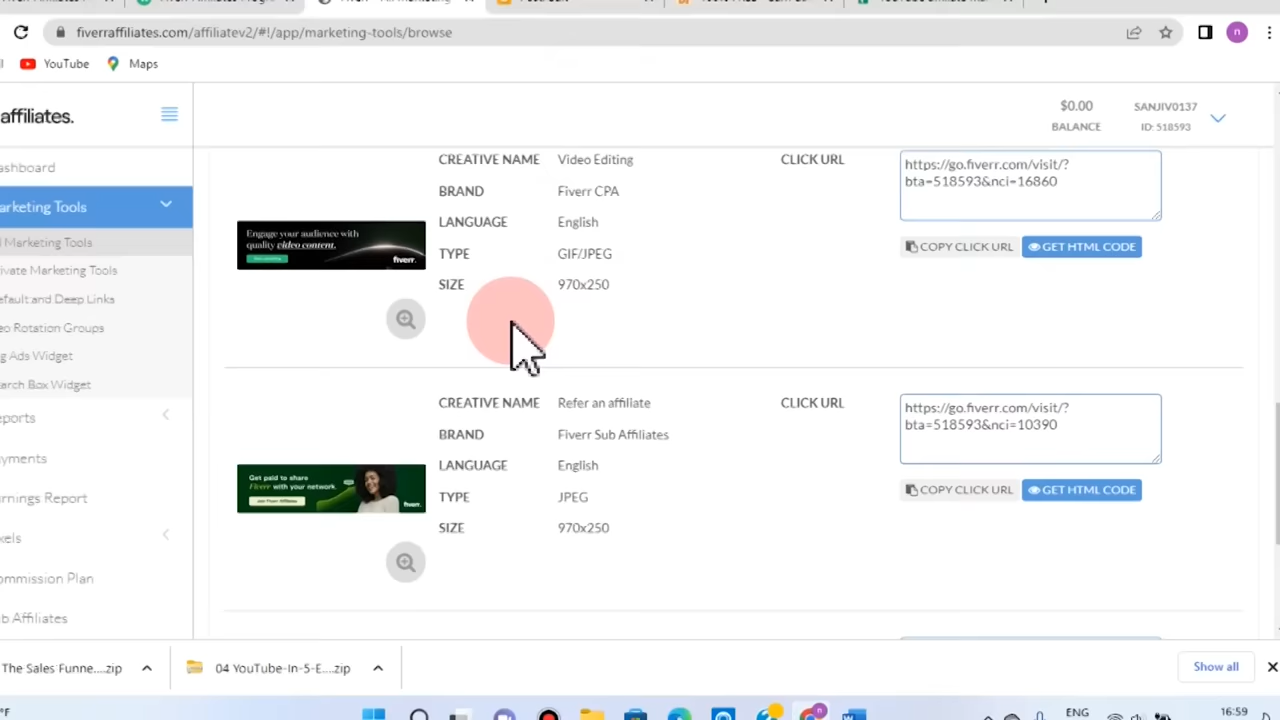 fiverraffiliates.com/affiliatev2/#!/app/marketing-tools/browse
n
YouTube
Maps
affiliates.
$0.00
BALANCE
SANJIV0137
ID: 518593
ashboard
arketing Tools
l Marketing Tools
ivate Marketing Tools
efault and Deep Links
eo Rotation Groups
g Ads Widget
arch Box Widget
eports
yments
rnings Report
xels
ommission Plan
b Affiliates
CREATIVE NAME Video Editing
BRAND Fiverr CPA
LANGUAGE English
TYPE GIF/JPEG
SIZE 970x250
Engage your audience with
quality video content.
fiverr.
CLICK URL
https://go.fiverr.com/visit/?
bta=518593&nci=16860
COPY CLICK URL GET HTML CODE
CREATIVE NAME Refer an affiliate
BRAND Fiverr Sub Affiliates
LANGUAGE English
TYPE JPEG
SIZE 970x250
Get paid to share
Fiverr with your network.
Join Fiverr Affiliates
fiverr.
CLICK URL
https://go.fiverr.com/visit/?
bta=518593&nci=10390
COPY CLICK URL GET HTML CODE
The Sales Funne....zip
04 YouTube-In-5-E....zip
Show all
°F
ENG
16:59